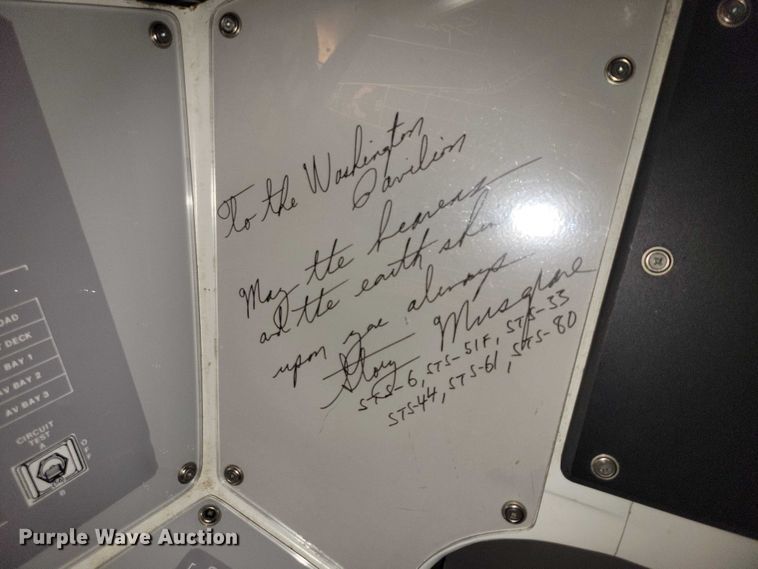 To the Washington
Pavilion
May the heavens
and the earth shine
upon you always
Story Musgrave
STS-6, STS-51F, STS-33
STS-44, STS-61, STS-80
OAD
T DECK
BAY 1
AV BAY 2
AV BAY 3
CIRCUIT
TEST
A
OFF
B
Purple Wave Auction